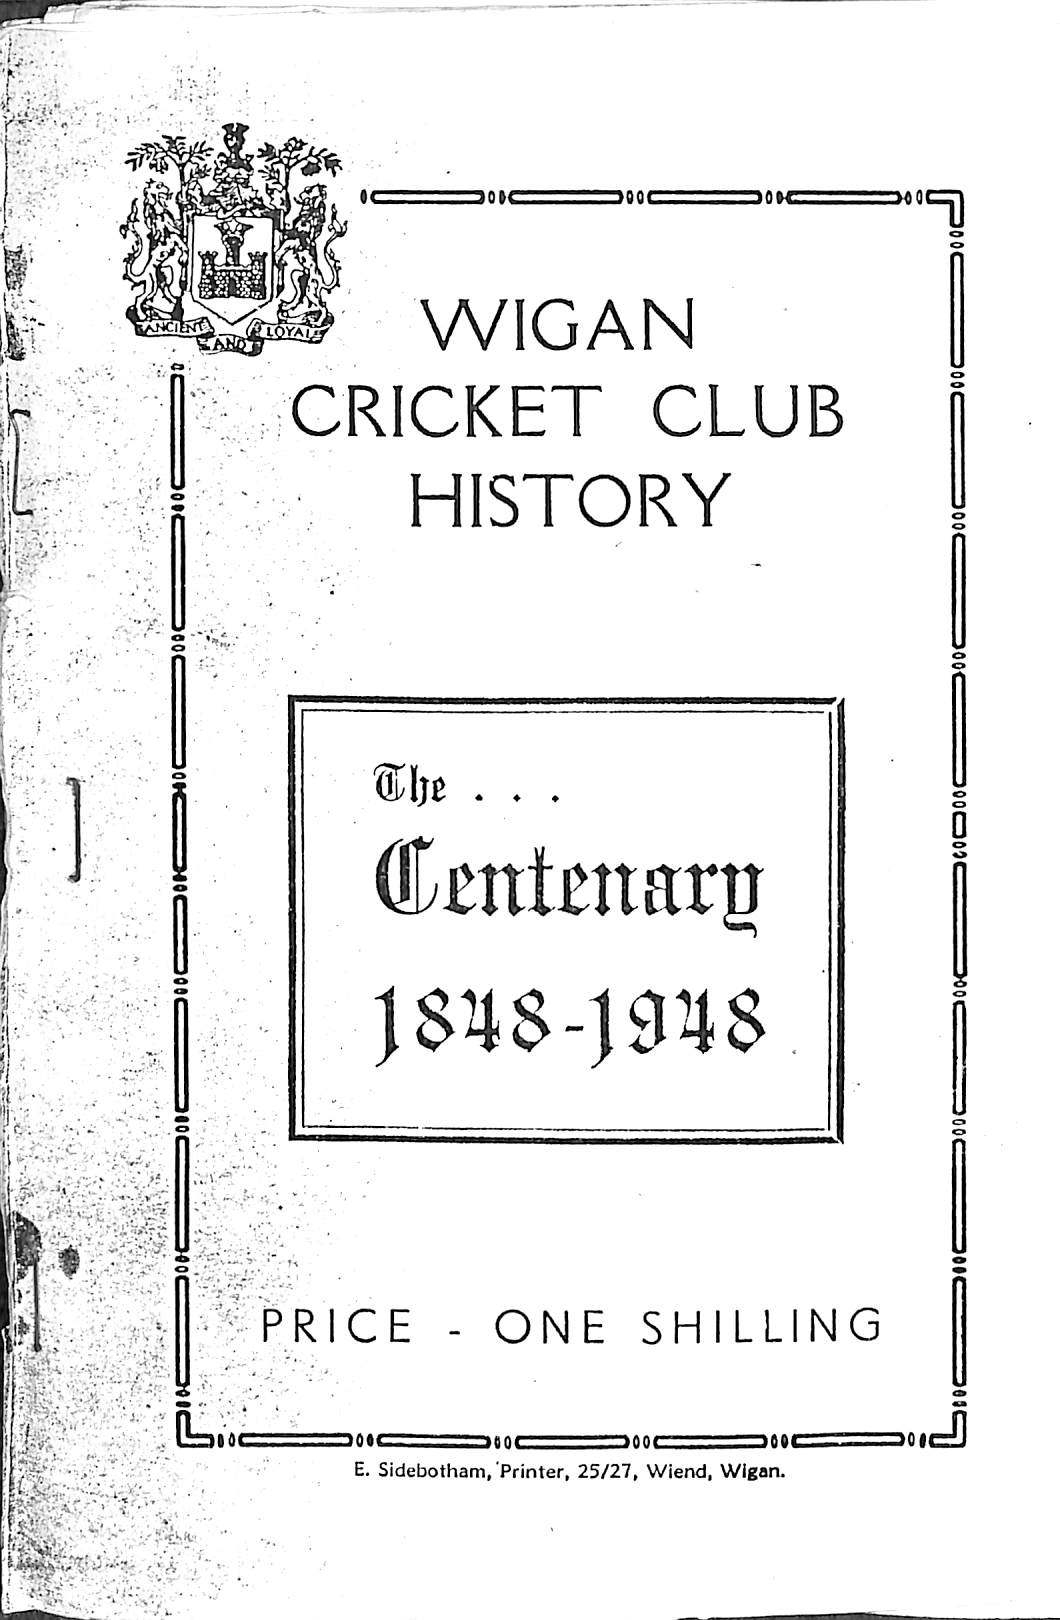 ANCIENT AND LOYAL
WIGAN
CRICKET CLUB
HISTORY
The . . .
Centenary
1848-1948
PRICE - ONE SHILLING
E. Sidebotham, Printer, 25/27, Wiend, Wigan.